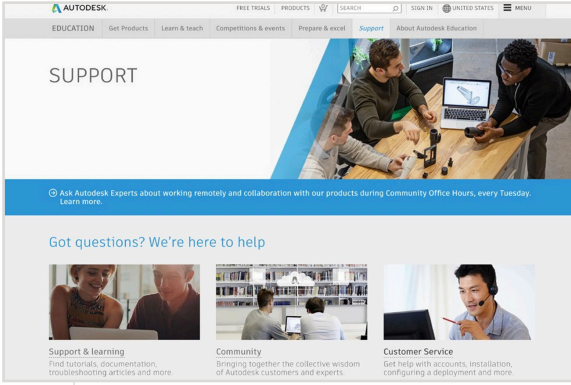 AUTODESK.
FREE TRIALS PRODUCTS SEARCH SIGN IN UNITED STATES MENU
EDUCATION Get Products Learn & teach Competitions & events Prepare & excel Support About Autodesk Education
SUPPORT
Ask Autodesk Experts about working remotely and collaboration with our products during Community Office Hours, every Tuesday.
Learn more.
Got questions? We're here to help
Support & learning
Find tutorials, documentation,
troubleshooting articles and more.
Community
Bringing together the collective wisdom
of Autodesk customers and experts.
Customer Service
Get help with accounts, installation,
configuring a deployment and more.